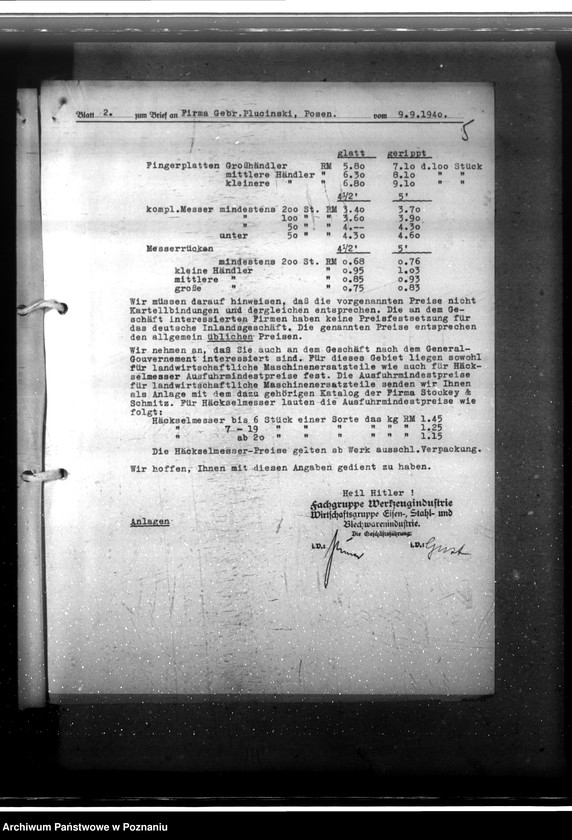 Blatt 2. zum Brief an Firma Gebr.Plucinski, Posen. vom 9.9.1940.
5
glatt gerippt
Fingerplatten Großhändler RM 5.80 7.10 d.100 Stück
mittlere Händler " 6.30 8.10 " "
kleinere " " 6.80 9.10 " "
4½' 5'
kompl.Messer mindestens 200 St. RM 3.40 3.70
" 100 " " 3.60 3.90
" 50 " " 4.-- 4.30
unter 50 " " 4.30 4.60
Messerrücken 4½' 5'
mindestens 200 St. RM 0.68 0.76
kleine Händler " 0.95 1.03
mittlere " " 0.85 0.93
große " " 0.75 0.83
Wir müssen darauf hinweisen, daß die vorgenannten Preise nicht
Kartellbindungen und dergleichen entsprechen. Die an dem Ge-
schäft interessierten Firmen haben keine Preisfestsetzung für
das deutsche Inlandsgeschäft. Die genannten Preise entsprechen
den allgemein üblichen Preisen.
Wir nehmen an, daß Sie auch an dem Geschäft nach dem General-
Gouvernement interessiert sind. Für dieses Gebiet liegen sowohl
für landwirtschaftliche Maschinenersatzteile wie auch für Häck-
selmesser Ausfuhrmindestpreise fest. Die Ausfuhrmindestpreise
für landwirtschaftliche Maschinenersatzteile senden wir Ihnen
als Anlage mit dem dazu gehörigen Katalog der Firma Stockey &
Schmitz. Für Häckselmesser lauten die Ausfuhrmindestpreise wie
folgt:
Häckselmesser bis 6 Stück einer Sorte das kg RM 1.45
" 7 - 19 " " " " " " 1.25
" ab 20 " " " " " " 1.15
Die Häckselmesser-Preise gelten ab Werk ausschl.Verpackung.
Wir hoffen, Ihnen mit diesen Angaben gedient zu haben.
Heil Hitler !
Fachgruppe Werkzeugindustrie
Wirtschaftsgruppe Eisen-, Stahl- und
Blechwarenindustrie.
Die Geschäftsführung:
Anlagen
i.V.: i.V.: Gust
Archiwum Państwowe w Poznaniu